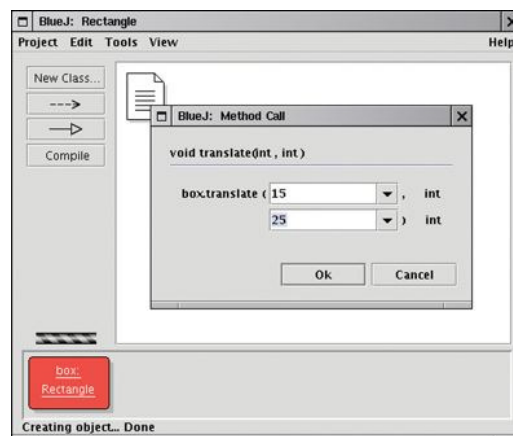 BlueJ: Rectangle
Project Edit Tools View Help
New Class...
--->
Compile
BlueJ: Method Call
void translate(int , int )
box.translate ( 15 , int
25 ) int
Ok Cancel
box:
Rectangle
Creating object... Done